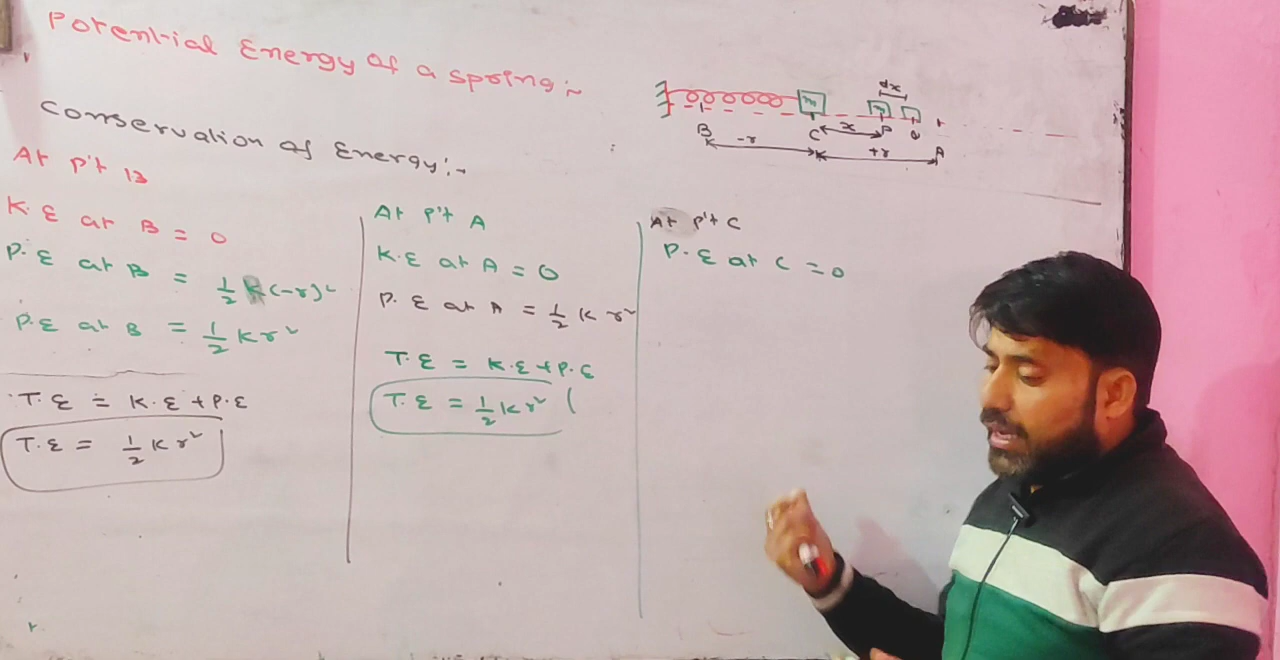 Potential Energy of a spring:~
Conservation of Energy:~
m
m
dx
B
C
x
P
Q
A
-r
+r
At p't B
K.E at B = 0
P.E at B = 1/2 K(-r)²
P.E at B = 1/2 Kr²
T.E = K.E + P.E
T.E = 1/2 Kr²
At p't A
K.E at A = 0
P.E at A = 1/2 K r²
T.E = K.E + P.E
T.E = 1/2 Kr²
At p't C
P.E at C = 0